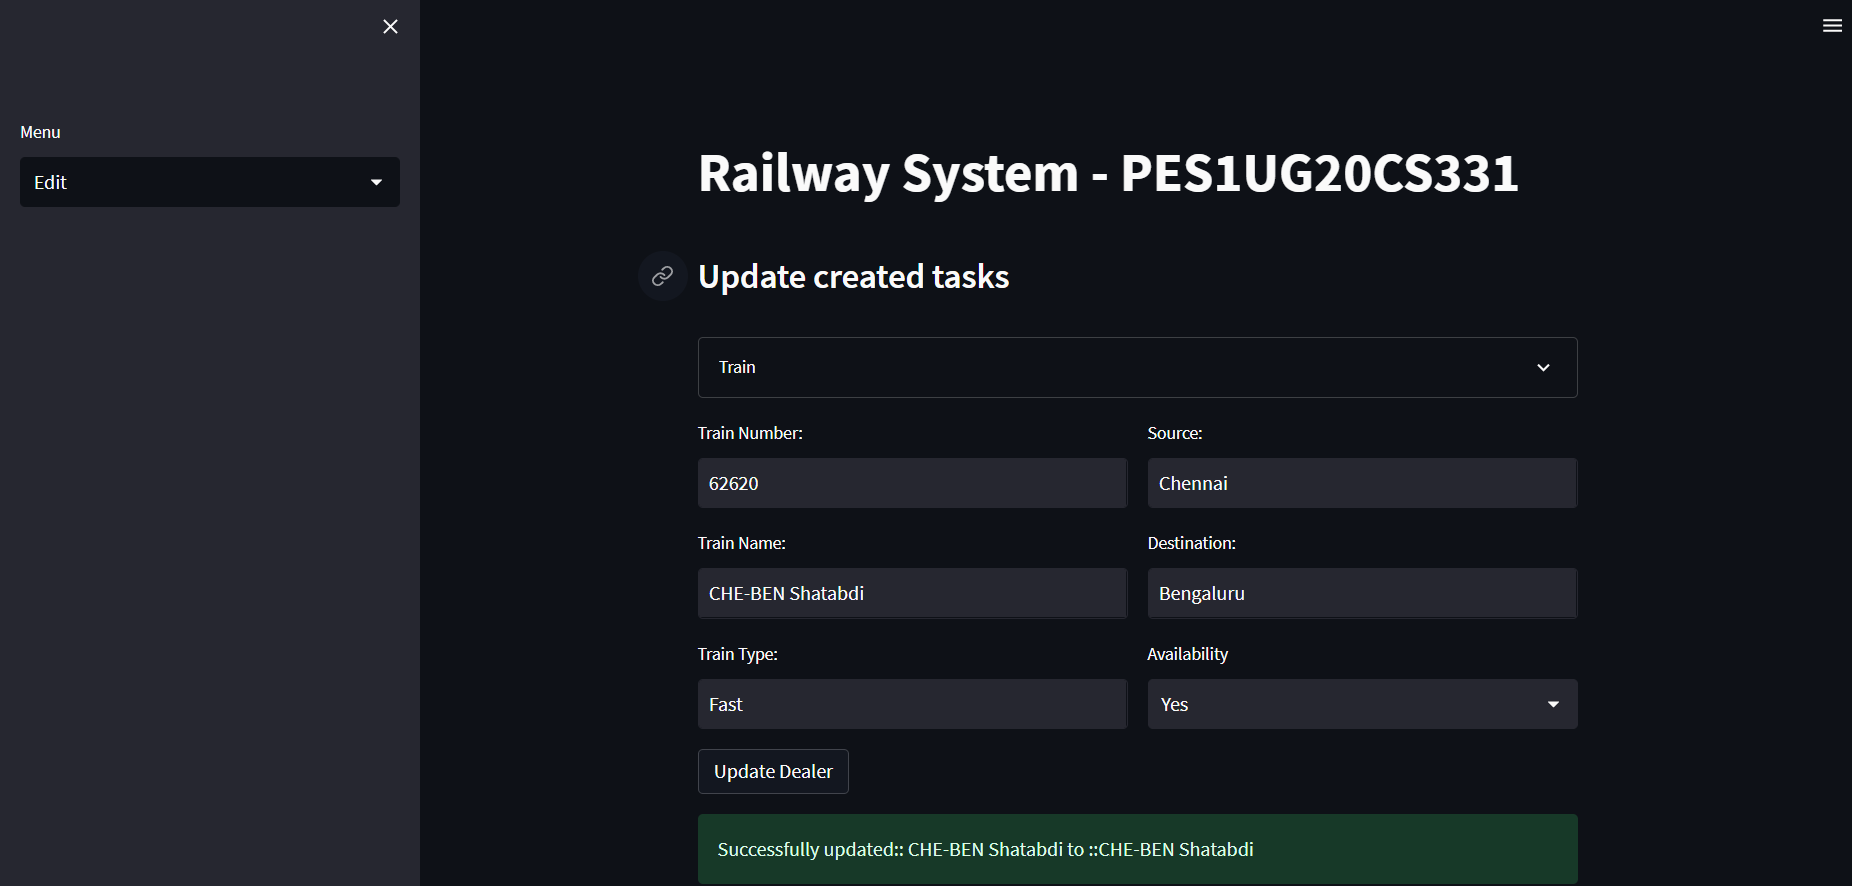 Menu
Edit
Railway System - PES1UG20CS331
Update created tasks
Train
Train Number:
62620
Source:
Chennai
Train Name:
CHE-BEN Shatabdi
Destination:
Bengaluru
Train Type:
Fast
Availability
Yes
Update Dealer
Successfully updated:: CHE-BEN Shatabdi to ::CHE-BEN Shatabdi